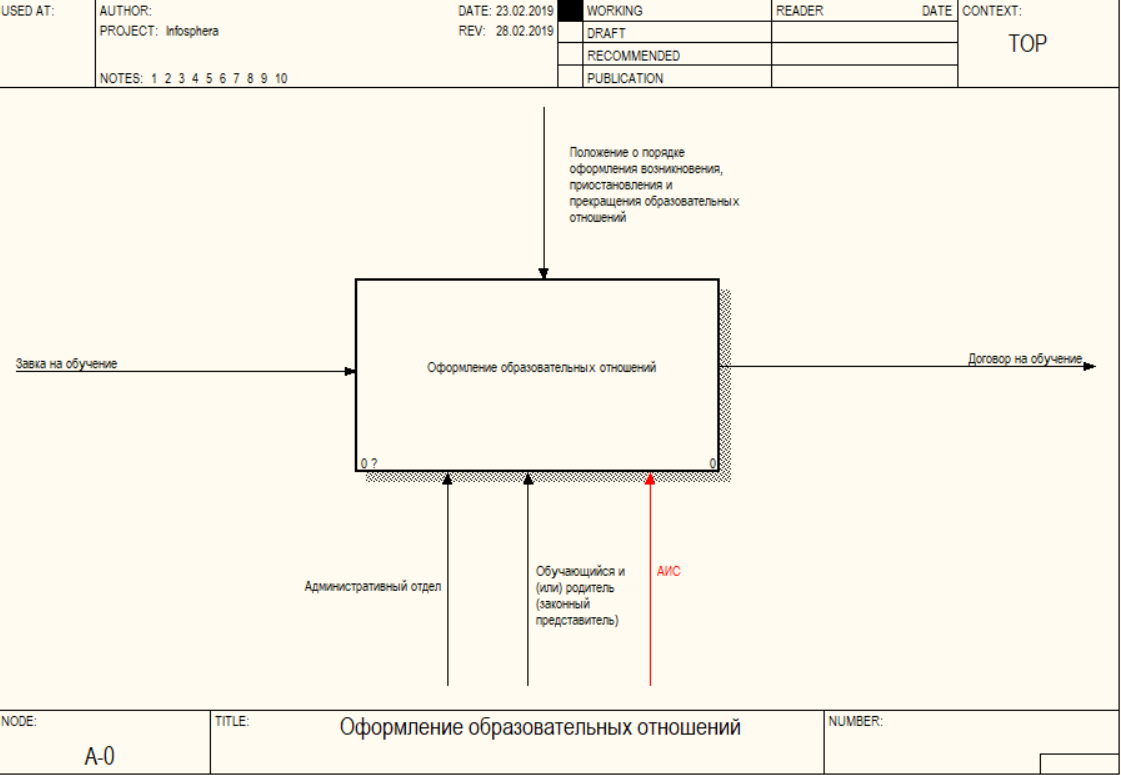 USED AT:
AUTHOR:
DATE: 23.02.2019
WORKING
READER
DATE
CONTEXT:
PROJECT: Infosphera
REV: 28.02.2019
DRAFT
TOP
RECOMMENDED
NOTES: 1 2 3 4 5 6 7 8 9 10
PUBLICATION
Положение о порядке
оформления возникновения,
приостановления и
прекращения образовательных
отношений
Завка на обучение
Оформление образовательных отношений
Договор на обучение
0 ?
0
Административный отдел
Обучающийся и
(или) родитель
(законный
представитель)
АИС
NODE:
TITLE:
Оформление образовательных отношений
NUMBER:
A-0